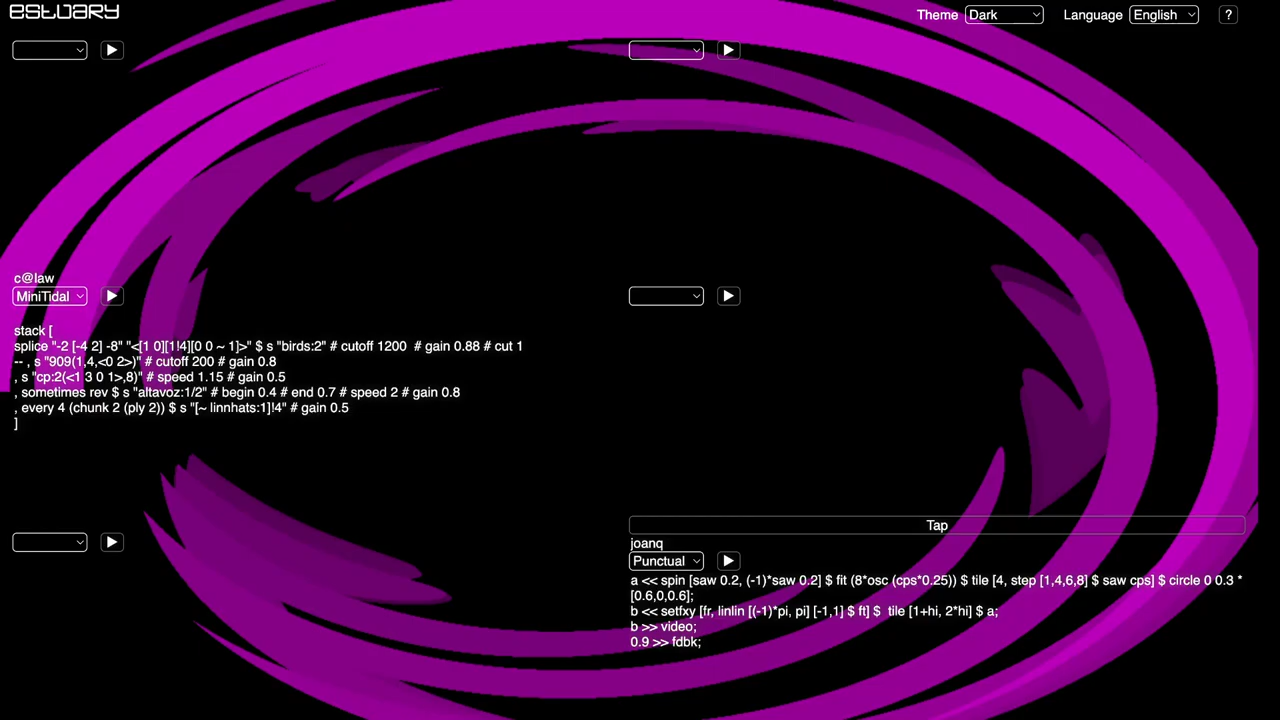 estuary
Theme Dark Language English ?
c@law
MiniTidal
stack [
splice "-2 [-4 2] -8" "<[1 0][1!4][0 0 ~ 1]>" $ s "birds:2" # cutoff 1200  # gain 0.88 # cut 1
-- , s "909(1,4,<0 2>)" # cutoff 200 # gain 0.8
, s "cp:2(<1 3 0 1>,8)" # speed 1.15 # gain 0.5
, sometimes rev $ s "altavoz:1/2" # begin 0.4 # end 0.7 # speed 2 # gain 0.8
, every 4 (chunk 2 (ply 2)) $ s "[~ linnhats:1]!4" # gain 0.5
]
Tap
joanq
Punctual
a << spin [saw 0.2, (-1)*saw 0.2] $ fit (8*osc (cps*0.25)) $ tile [4, step [1,4,6,8] $ saw cps] $ circle 0 0.3 *
[0.6,0,0.6];
b << setfxy [fr, linlin [(-1)*pi, pi] [-1,1] $ ft] $  tile [1+hi, 2*hi] $ a;
b >> video;
0.9 >> fdbk;